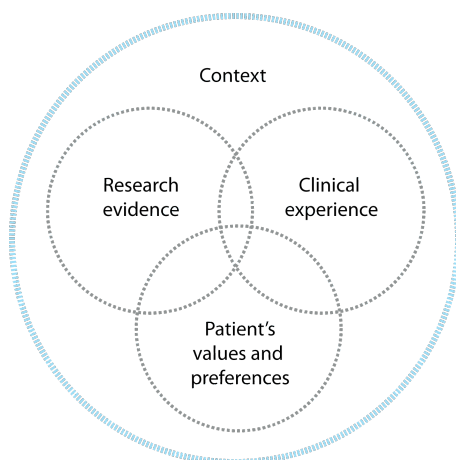 Context
Research
evidence
Clinical
experience
Patient's
values and
preferences